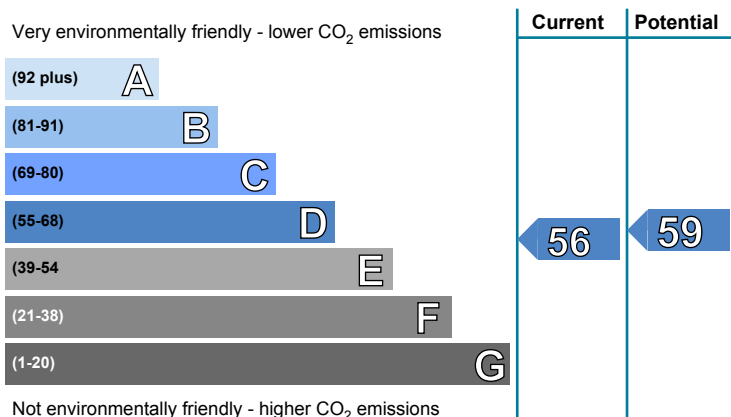 Current Potential
Very environmentally friendly - lower CO2 emissions
(92 plus) A
(81-91) B
(69-80) C
(55-68) D
56 59
(39-54 E
(21-38) F
(1-20) G
Not environmentally friendly - higher CO2 emissions